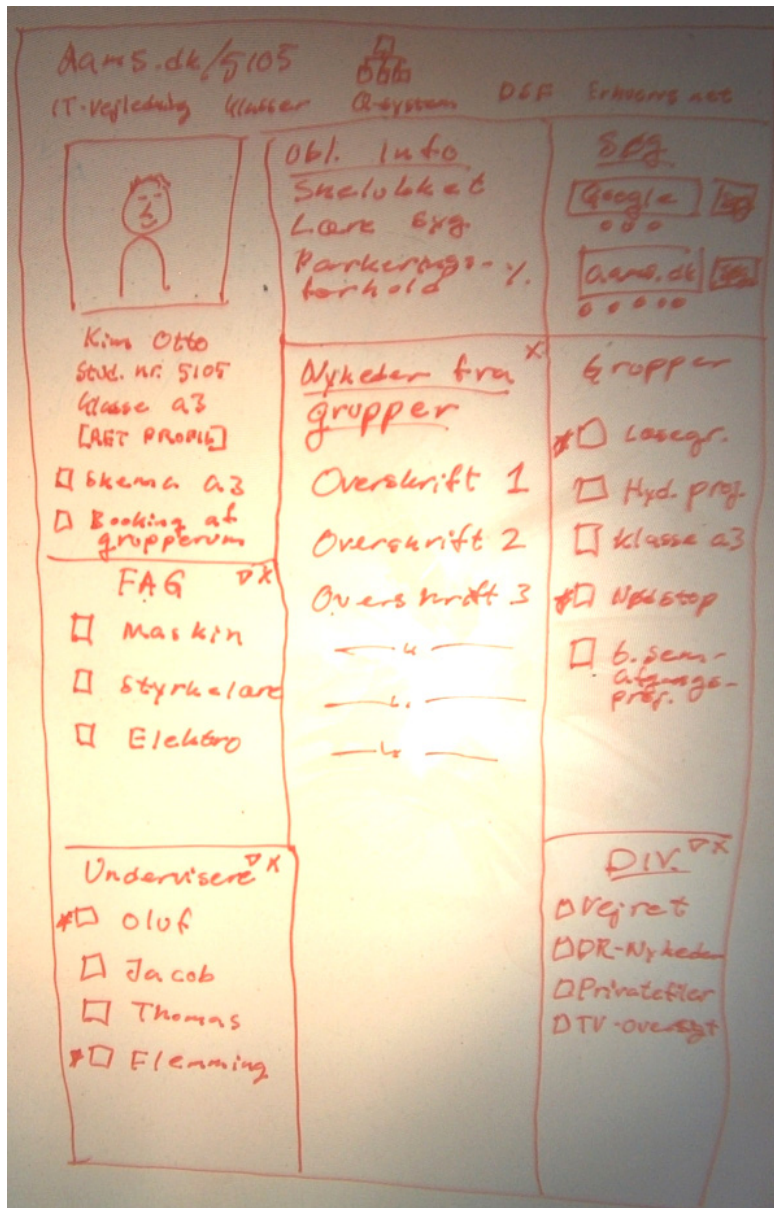 aams.dk/5105
IT-vejledning Klasser Q-system DSF Erhvervs net
Kim Otto
Stud. nr. 5105
Klasse a3
[RET PROFIL]
Skema a3
Booking af
grupperum
FAG
Maskin
Styrkelære
Elektro
Undervisere
Oluf
Jacob
Thomas
Flemming
Obl. Info
Skelobket
Lære
Parkerings-
forhold
Nyheder fra X
grupper
Overskrift 1
Overskrift 2
Overskrift 3
Søg
Google Søg
aams.dk Søg
Grupper
Læsegr.
Hyd. proj.
Klasse a3
Nødstop
6. sem.
afgangs-
proj.
DIV.
Vejret
DR-Nyheder
Privatefiler
TV-oversigt